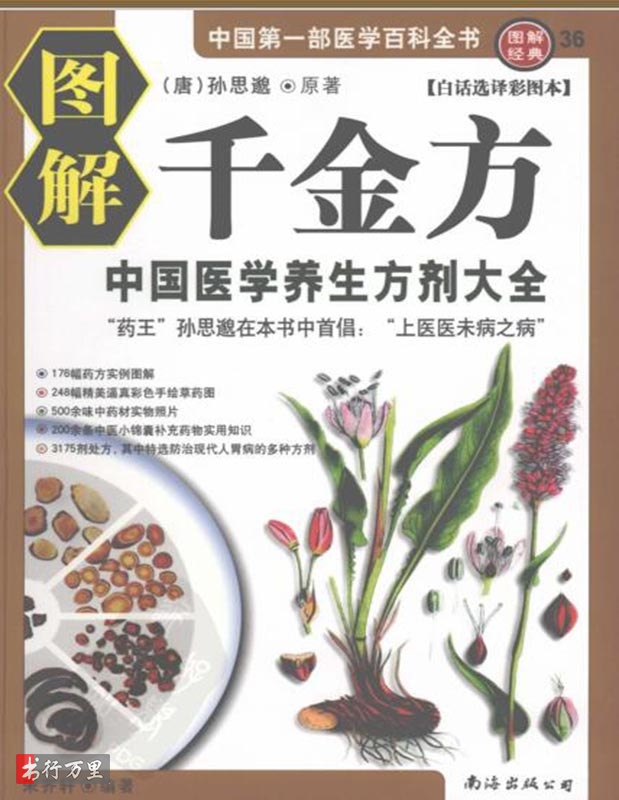 中国第一部医学百科全书
图解
经典
36
（唐）孙思邈 ◉ 原著
【白话选译彩图本】
图解
千金方
中国医学养生方剂大全
“药王”孙思邈在本书中首倡：“上医医未病之病”
176幅药方实例图解
248幅精美逼真彩色手绘草药图
500余味中药材实物照片
200余条中医小锦囊补充药物实用知识
3175剂处方，其中特选防治现代人胃病的多种方剂
书行万里
编著
南海出版公司